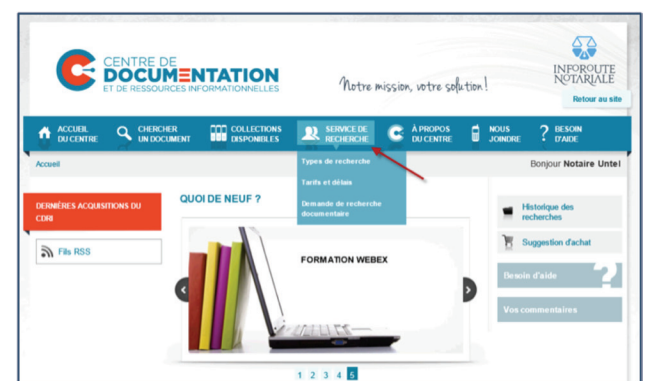 CENTRE DE
DOCUMENTATION
ET DE RESSOURCES INFORMATIONNELLES
Notre mission, votre solution!
INFOROUTE
NOTARIALE
Retour au site
ACCUEIL
DU CENTRE
CHERCHER
UN DOCUMENT
COLLECTIONS
DISPONIBLES
SERVICE DE
RECHERCHE
À PROPOS
DU CENTRE
NOUS
JOINDRE
BESOIN
D'AIDE
Accueil
Bonjour Notaire Untel
Types de recherche
Tarifs et délain
Demande de recherche
documentaire
DERNIÈRES ACQUISITIONS DU
CDRI
Fils RSS
QUOI DE NEUF ?
FORMATION WEBEX
1 2 3 4 5
Historique des
recherches
Suggestion d'achat
Besoin d'aide
Vos commentaires